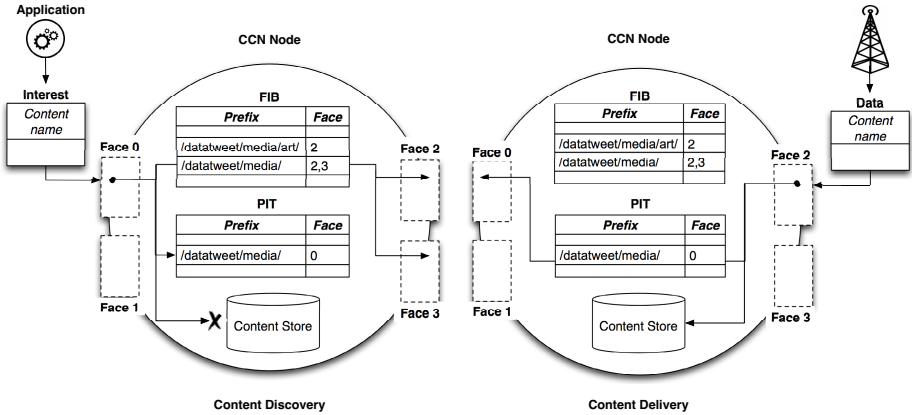 Application
CCN Node
CCN Node
Interest
Content
name
Data
Content
name
FIB
Prefix Face
/datatweet/media/art/ 2
/datatweet/media/ 2,3
Face 0
Face 2
PIT
Prefix Face
/datatweet/media/ 0
Face 1
Face 3
Content Store
Content Discovery
FIB
Prefix Face
/datatweet/media/art/ 2
/datatweet/media/ 2,3
Face 0
Face 2
PIT
Prefix Face
/datatweet/media/ 0
Face 1
Face 3
Content Store
Content Delivery